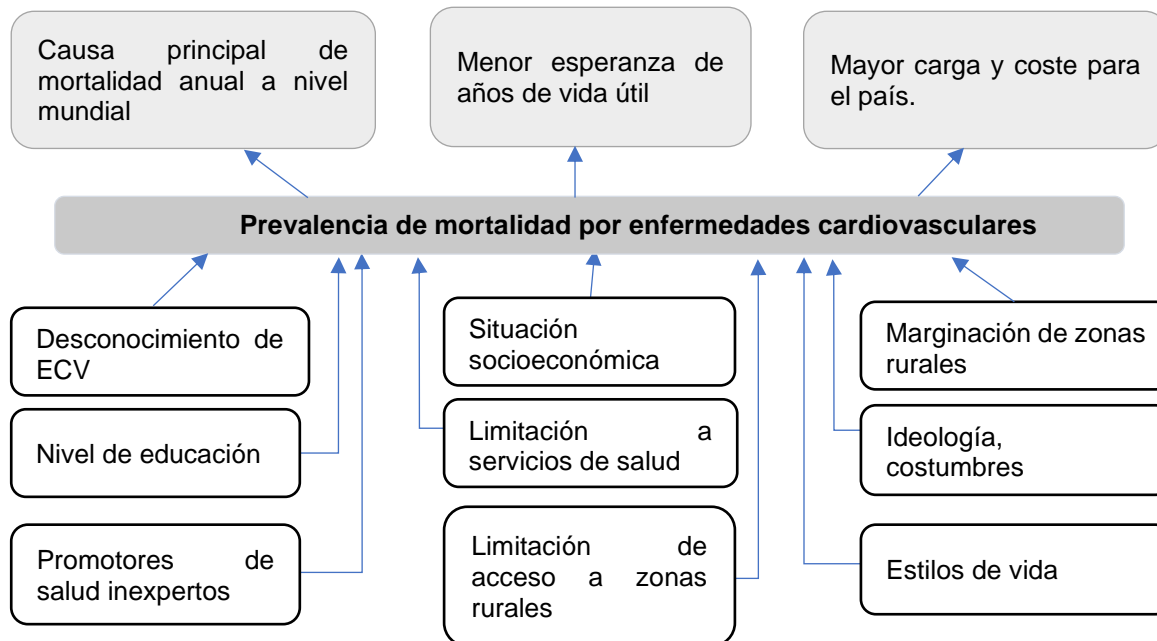 Causa principal de
mortalidad anual a nivel
mundial
Menor esperanza de
años de vida útil
Mayor carga y coste para
el país.
Prevalencia de mortalidad por enfermedades cardiovasculares
Desconocimiento de
ECV
Situación
socioeconómica
Marginación de zonas
rurales
Nivel de educación
Limitación a
servicios de salud
Ideología,
costumbres
Promotores de
salud inexpertos
Limitación de
acceso a zonas
rurales
Estilos de vida